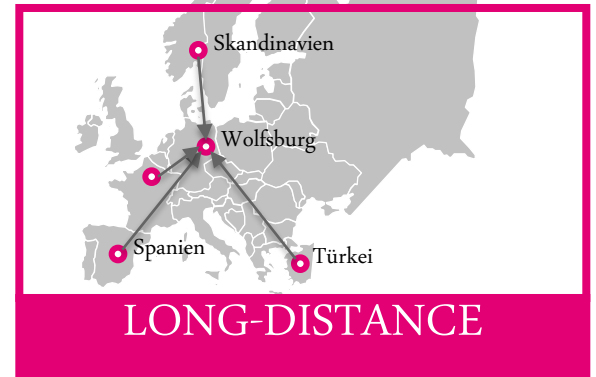 Skandinavien
Wolfsburg
Spanien
Türkei
LONG-DISTANCE